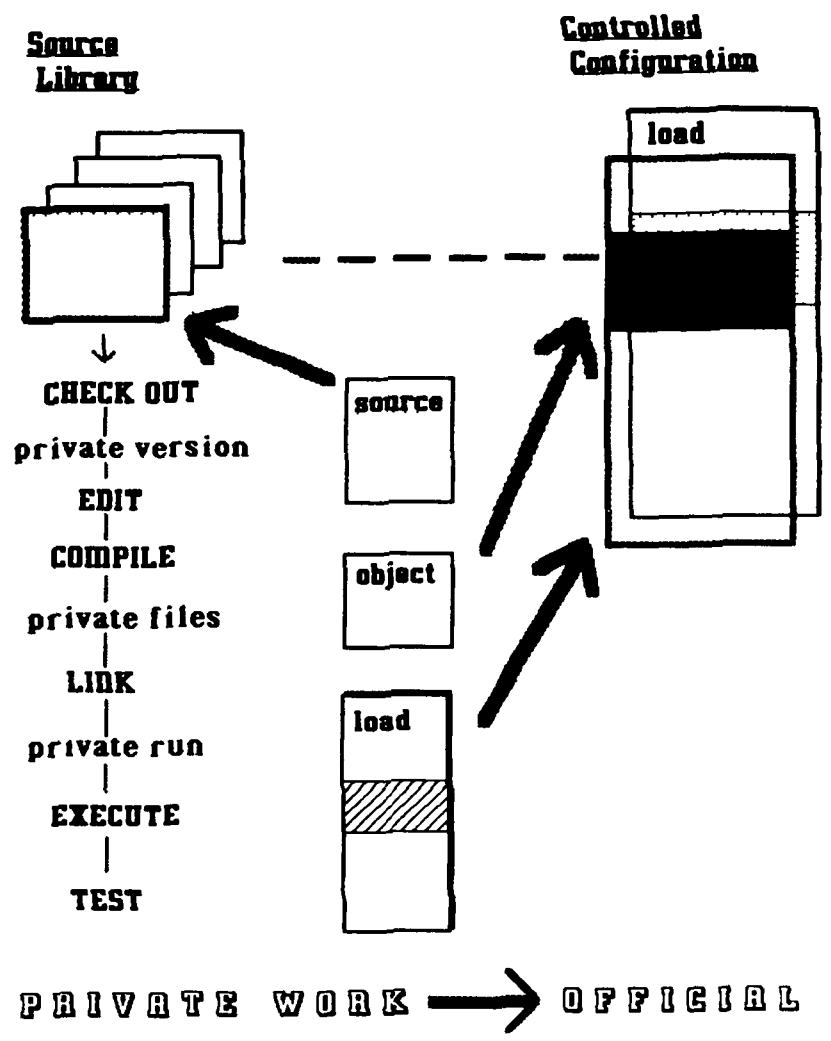 Source
Library
Controlled
Configuration
load
CHECK OUT
private version
EDIT
COMPILE
private files
LINK
private run
EXECUTE
TEST
source
object
load
PRIVATE WORK
OFFICIAL